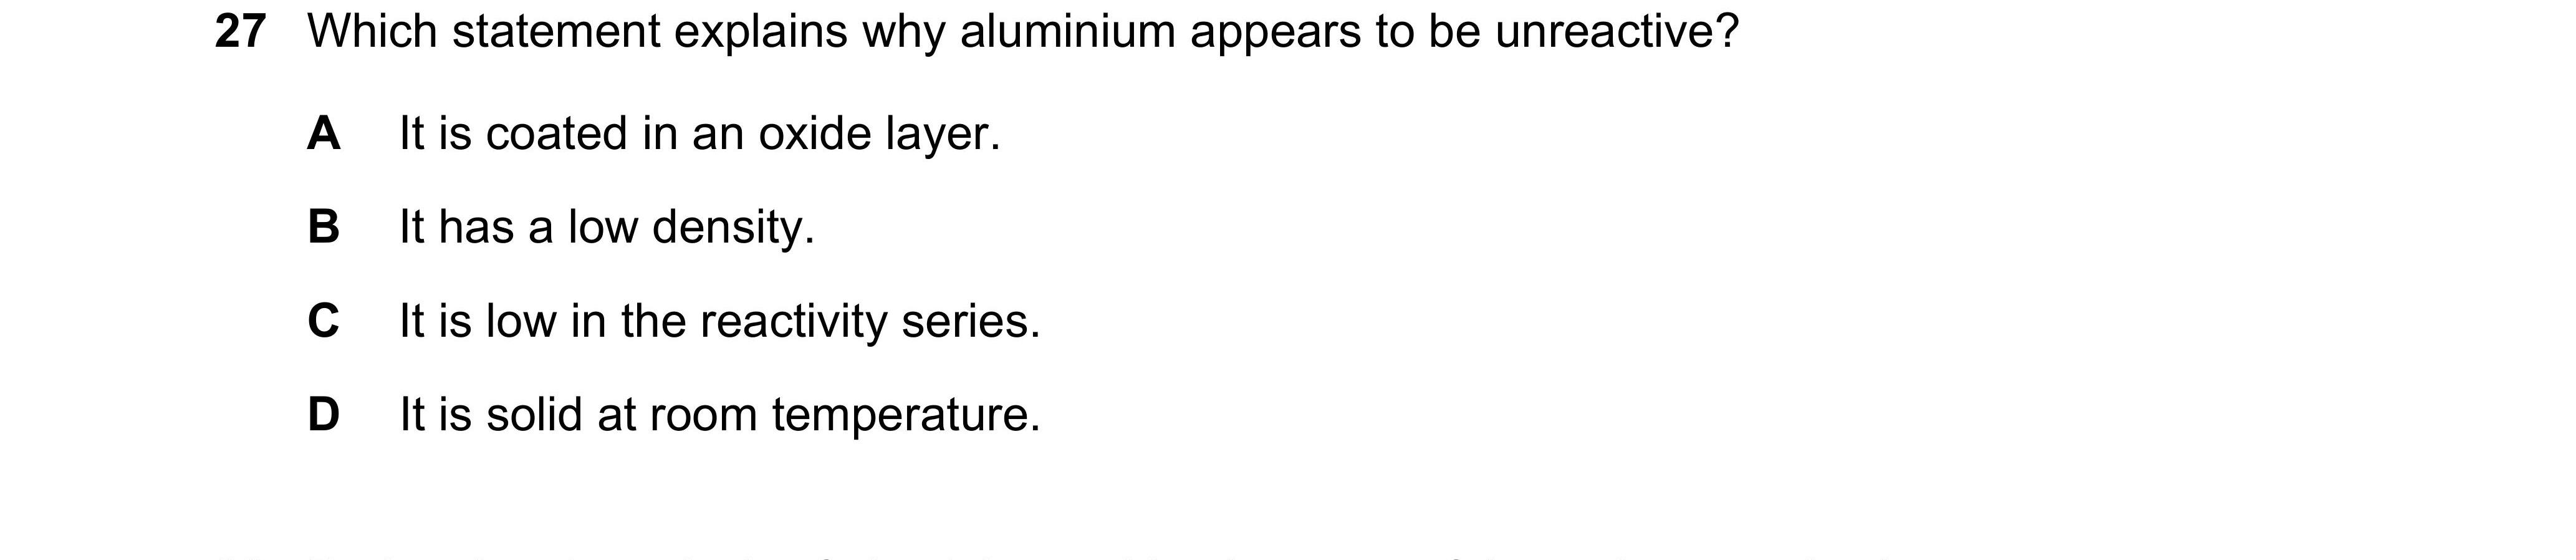 27 Which statement explains why aluminium appears to be unreactive?
A It is coated in an oxide layer.
B It has a low density.
C It is low in the reactivity series.
D It is solid at room temperature.